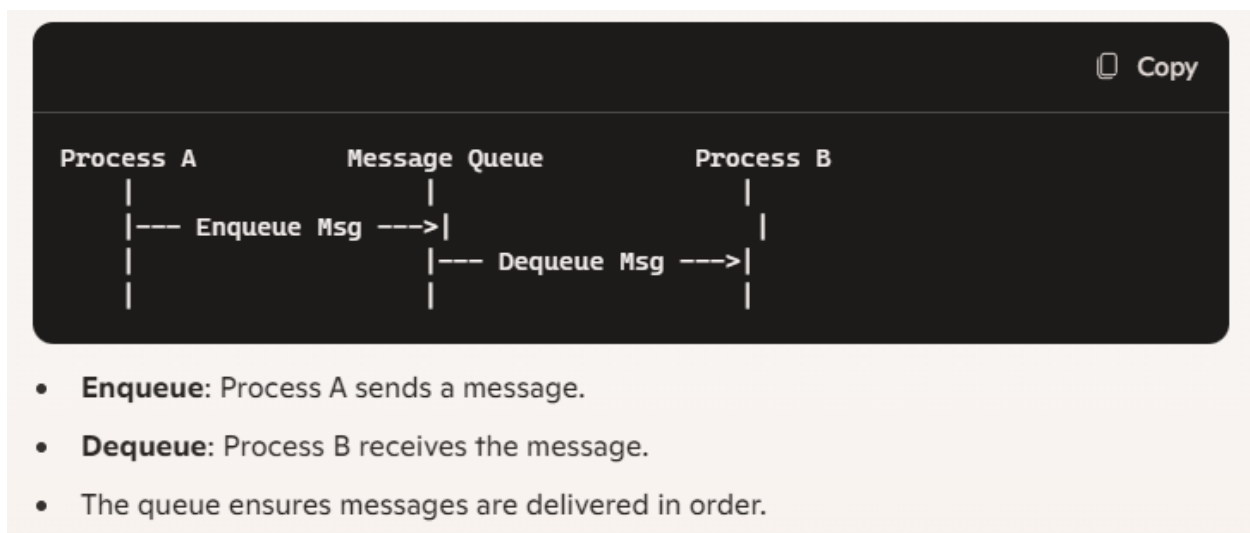 Copy
Process A          Message Queue          Process B
    |                   |                    |
    |--- Enqueue Msg --->|                    |
    |                   |--- Dequeue Msg --->|
    |                   |                    |
• Enqueue: Process A sends a message.
• Dequeue: Process B receives the message.
• The queue ensures messages are delivered in order.